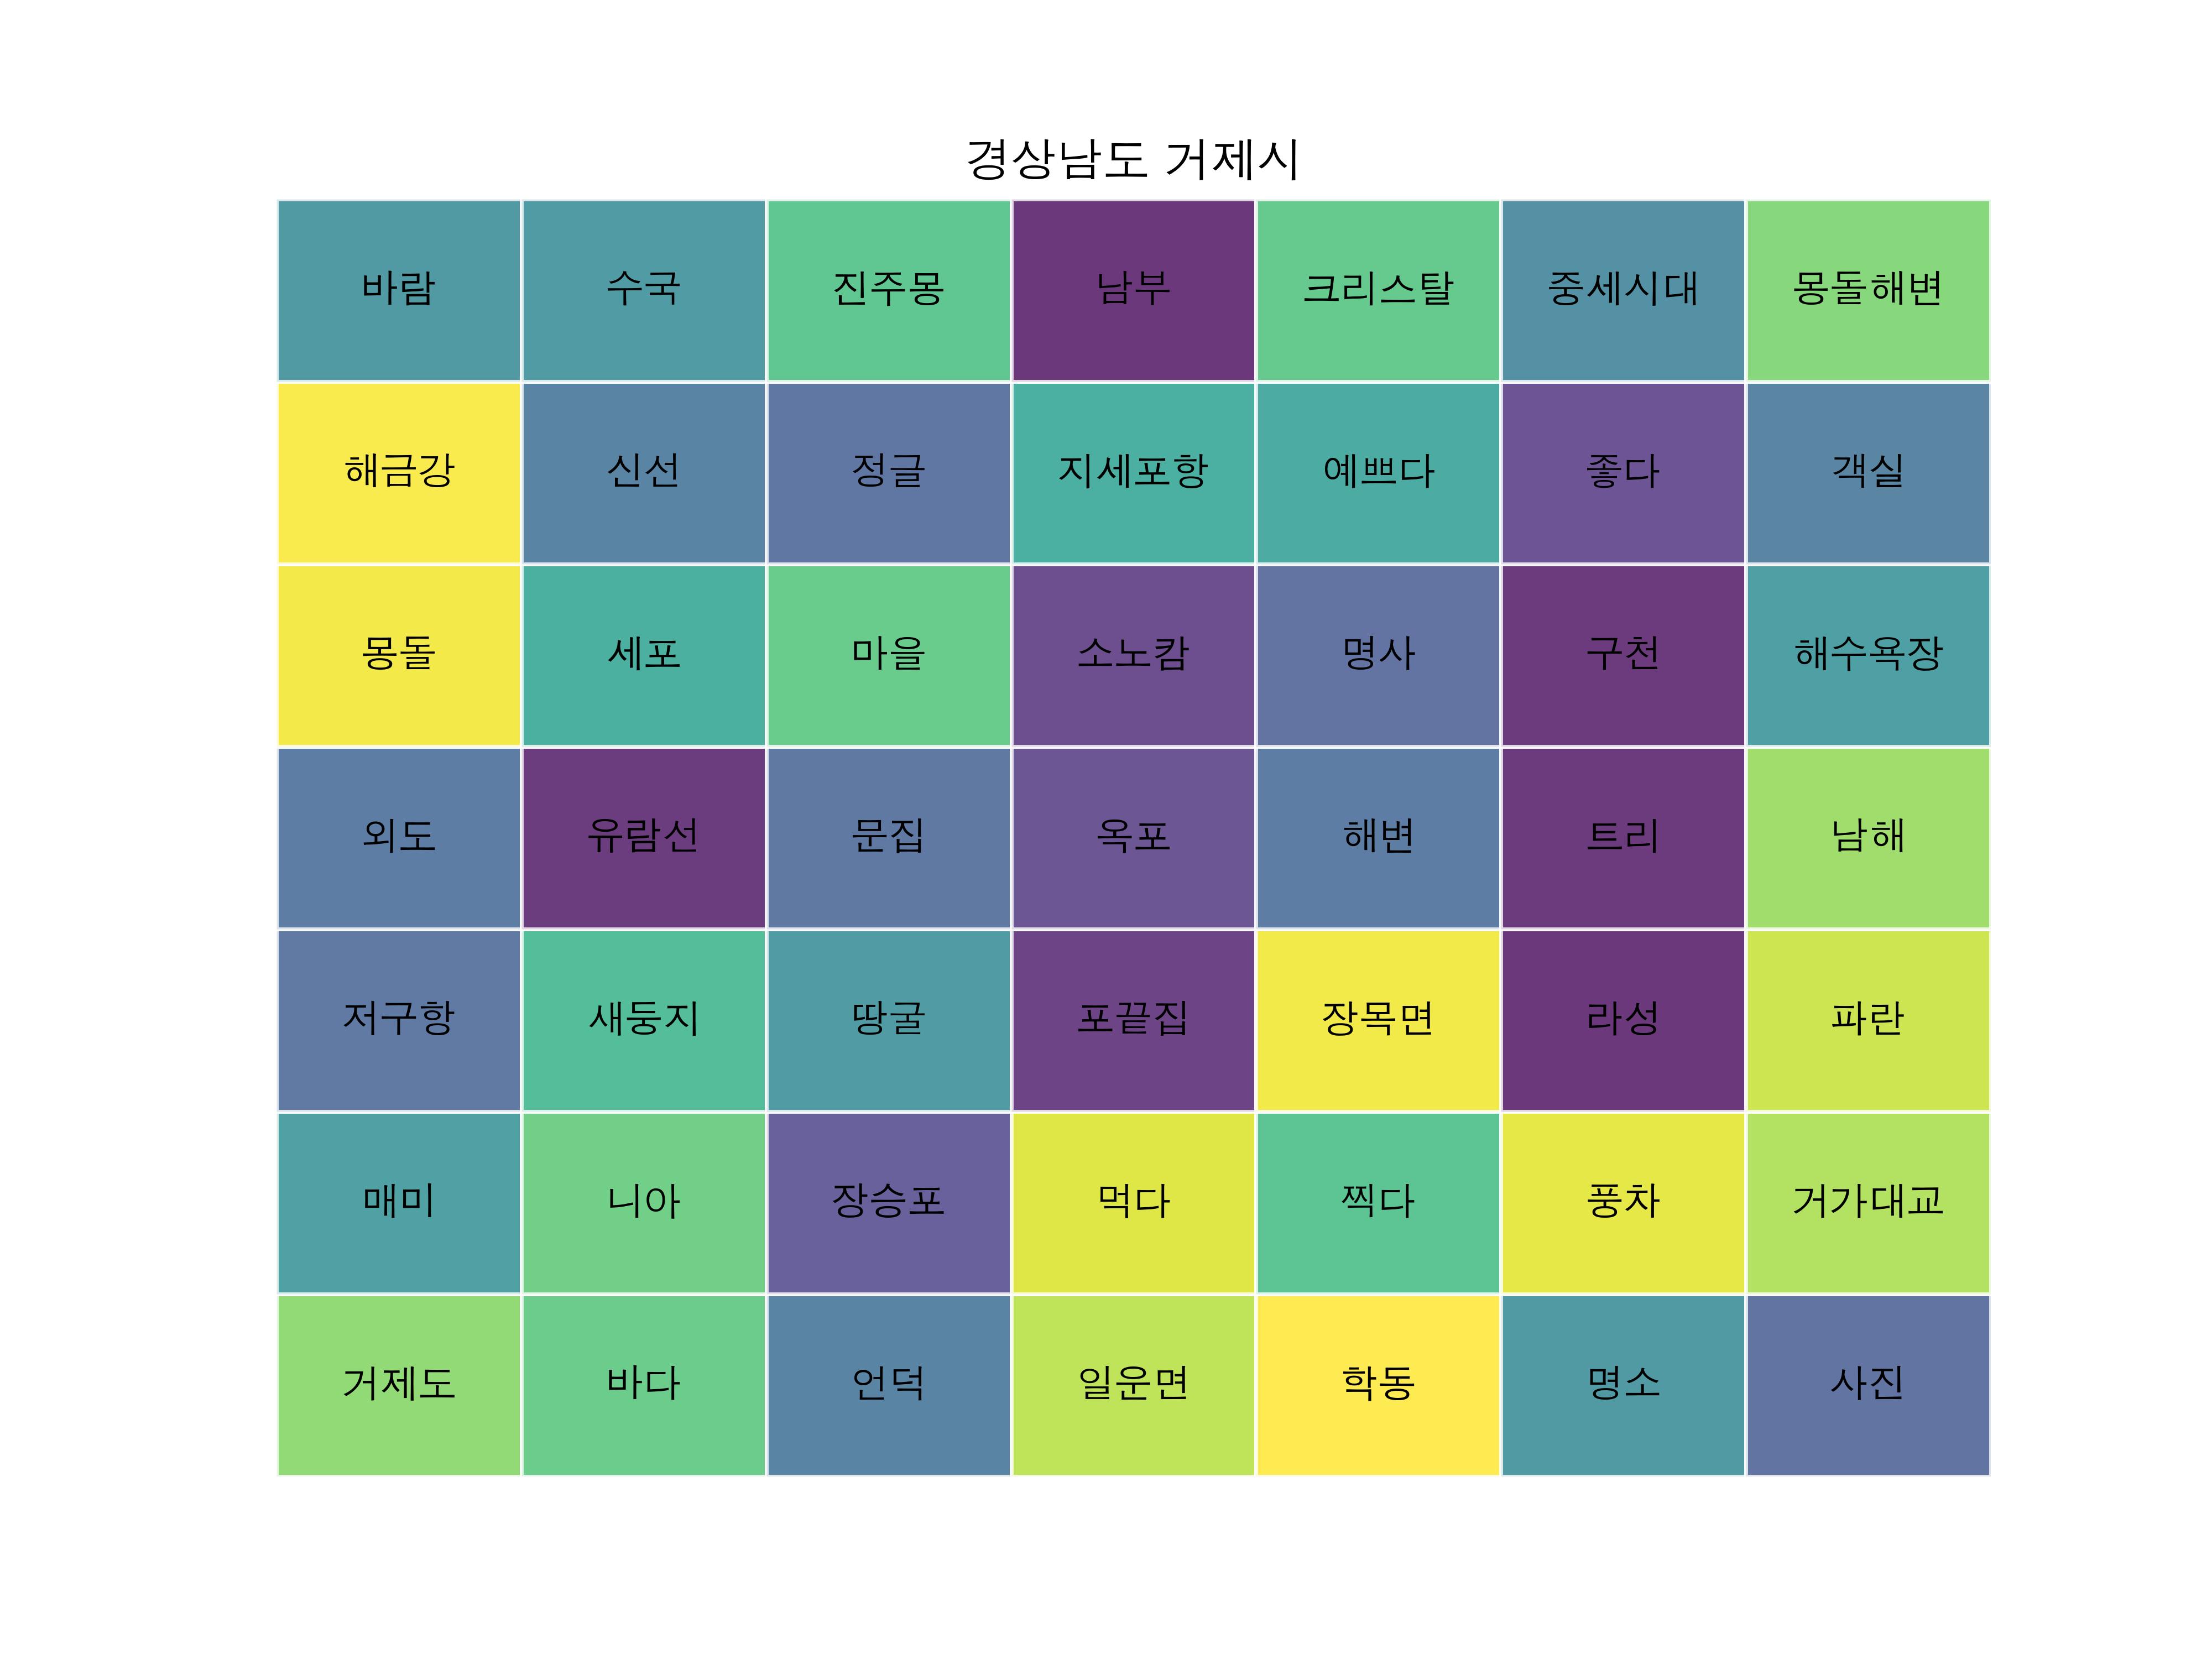 경상남도 거제시
바람 수국 진주몽 남부 크리스탈 중세시대 몽돌해변
해금강 신선 정글 지세포항 예쁘다 좋다 객실
몽돌 세포 마을 소노캄 명사 구천 해수욕장
외도 유람선 문집 옥포 해변 트리 남해
저구항 새둥지 땅굴 포끝집 장목면 라성 파란
매미 니아 장승포 먹다 찍다 풍차 거가대교
거제도 바다 언덕 일운면 학동 명소 사진